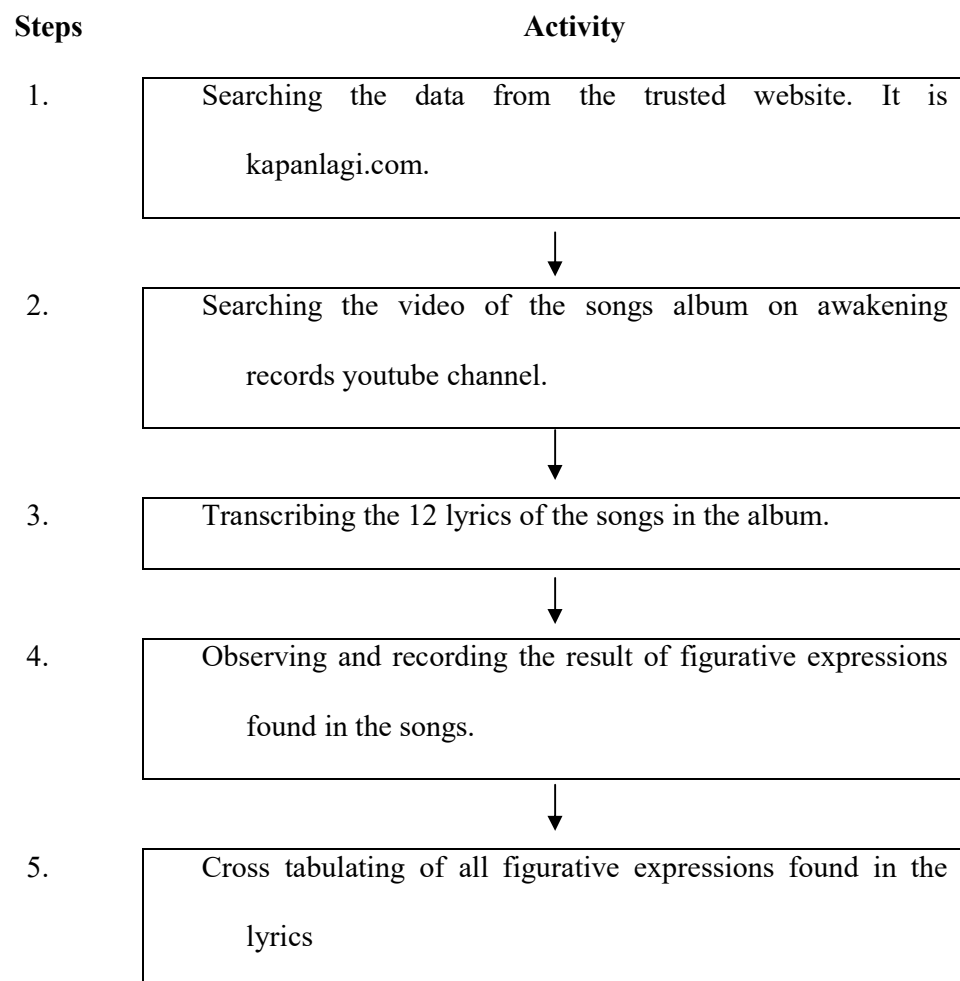 Steps Activity
1. Searching the data from the trusted website. It is
kapanlagi.com.
2. Searching the video of the songs album on awakening
records youtube channel.
3. Transcribing the 12 lyrics of the songs in the album.
4. Observing and recording the result of figurative expressions
found in the songs.
5. Cross tabulating of all figurative expressions found in the
lyrics